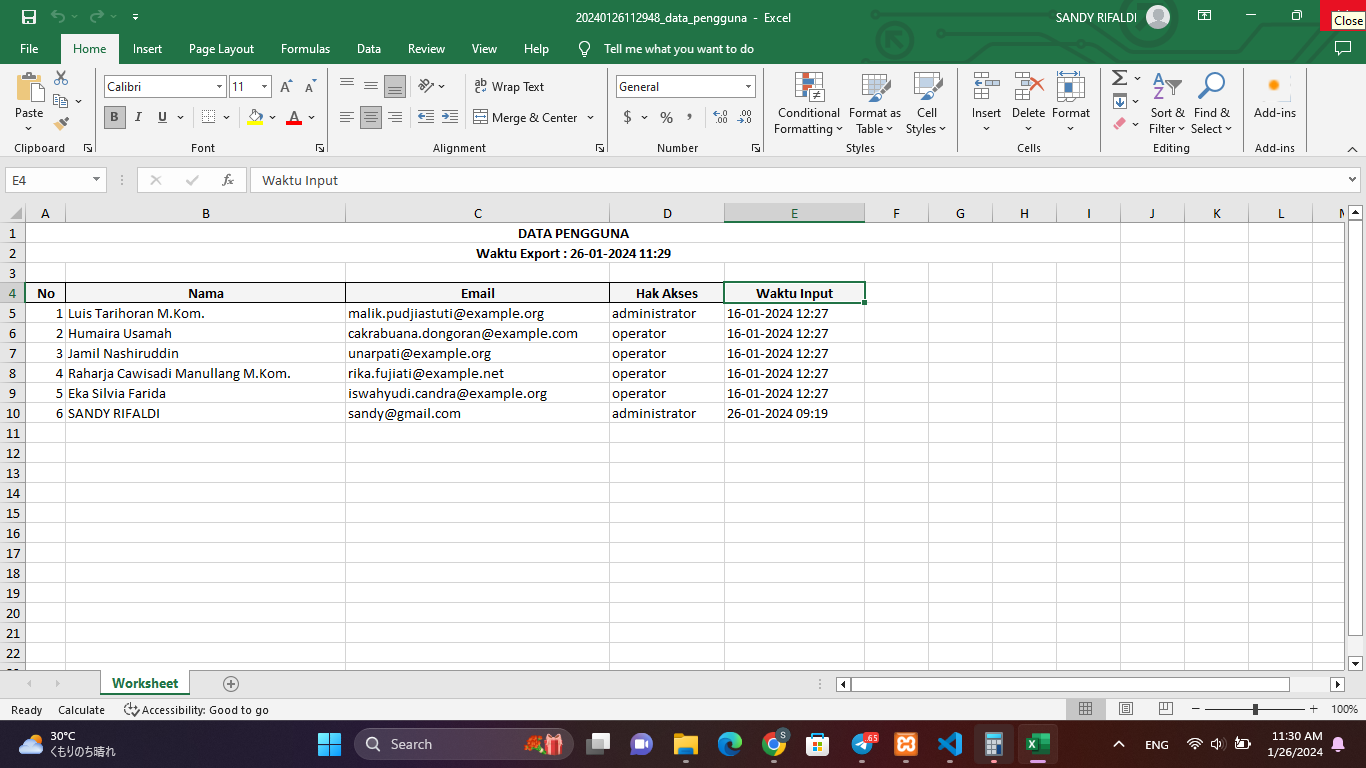 20240126112948_data_pengguna - Excel
SANDY RIFALDI
Close
File Home Insert Page Layout Formulas Data Review View Help Tell me what you want to do
Paste
Calibri 11
B I U
Wrap Text
Merge & Center
General
$ % ,
Conditional Formatting
Format as Table
Cell Styles
Insert Delete Format
Sort & Filter
Find & Select
Add-ins
Clipboard Font Alignment Number Styles Cells Editing Add-ins
E4 fx Waktu Input
A B C D E F G H I J K L M
1 DATA PENGGUNA
2 Waktu Export : 26-01-2024 11:29
3
4 No Nama Email Hak Akses Waktu Input
5 1 Luis Tarihoran M.Kom. malik.pudjiastuti@example.org administrator 16-01-2024 12:27
6 2 Humaira Usamah cakrabuana.dongoran@example.com operator 16-01-2024 12:27
7 3 Jamil Nashiruddin unarpati@example.org operator 16-01-2024 12:27
8 4 Raharja Cawisadi Manullang M.Kom. rika.fujiati@example.net operator 16-01-2024 12:27
9 5 Eka Silvia Farida iswahyudi.candra@example.org operator 16-01-2024 12:27
10 6 SANDY RIFALDI sandy@gmail.com administrator 26-01-2024 09:19
11
12
13
14
15
16
17
18
19
20
21
22
Worksheet
Ready Calculate Accessibility: Good to go 100%
30°C
くもりのち晴れ
Search
S
65
ENG
11:30 AM
1/26/2024